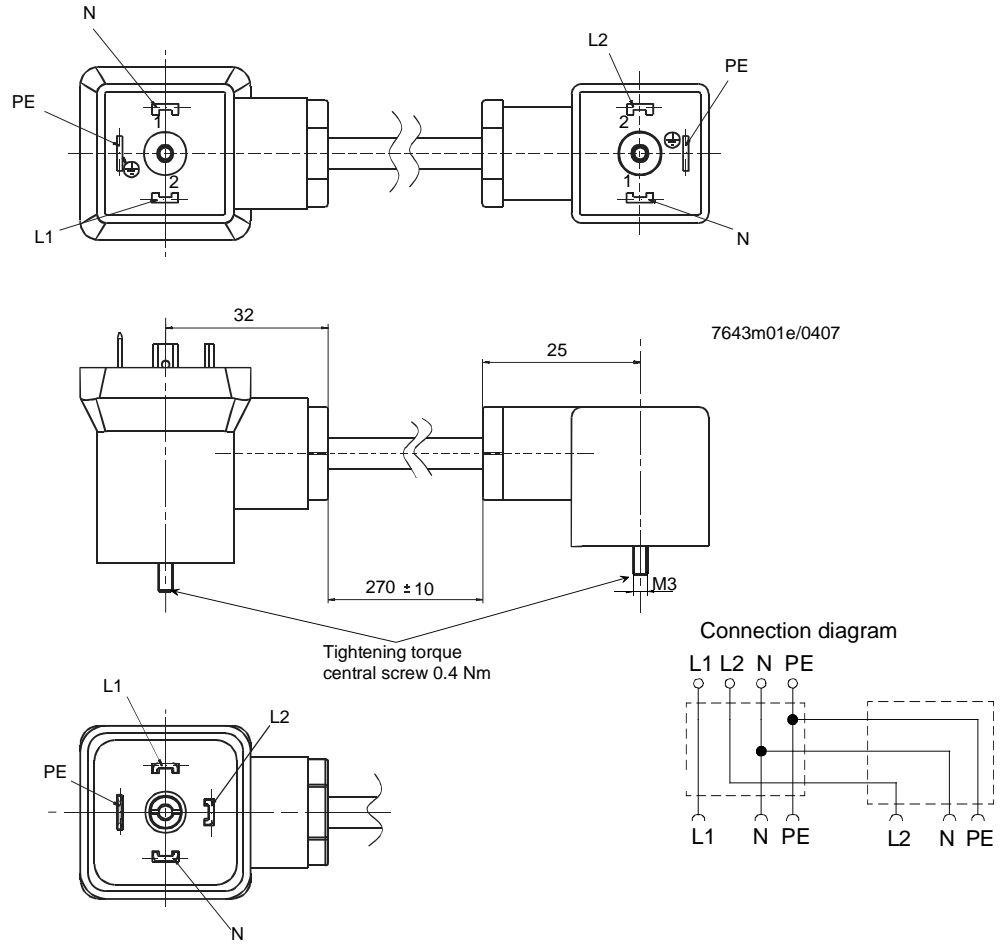 N
L2
PE
PE
1
2
2
1
L1
N
32
7643m01e/0407
25
270 ±10
M3
Tightening torque
central screw 0.4 Nm
Connection diagram
L1 L2 N PE
L1
L2
PE
L1 N PE L2 N PE
N